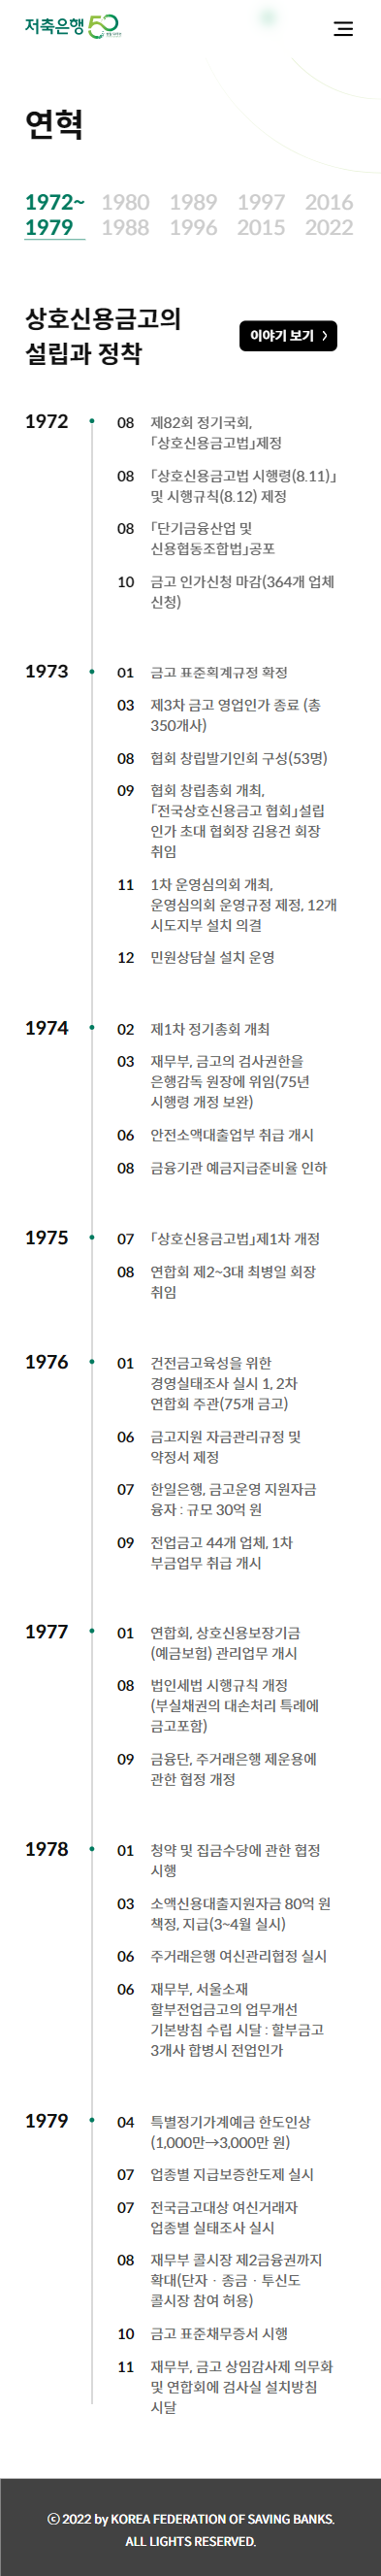 저축은행 50
연혁
1972~ 1980 1989 1997 2016
1979 1988 1996 2015 2022
상호신용금고의
설립과 정착
이야기 보기 >
1972
08 제82회 정기국회,
「상호신용금고법」제정
08 「상호신용금고법 시행령(8.11)」
및 시행규칙(8.12) 제정
08 「단기금융산업 및
신용협동조합법」공포
10 금고 인가신청 마감(364개 업체
신청)
1973
01 금고 표준획계규정 확정
03 제3차 금고 영업인가 종료 (총
350개사)
08 협회 창립발기인회 구성(53명)
09 협회 창립총회 개최,
「전국상호신용금고 협회」설립
인가 초대 협회장 김용건 회장
취임
11 1차 운영심의회 개최,
운영심의회 운영규정 제정, 12개
시도지부 설치 의결
12 민원상담실 설치 운영
1974
02 제1차 정기총회 개최
03 재무부, 금고의 검사권한을
은행감독 원장에 위임(75년
시행령 개정 보완)
06 안전소액대출업부 취급 개시
08 금융기관 예금지급준비율 인하
1975
07 「상호신용금고법」제1차 개정
08 연합회 제2~3대 최병일 회장
취임
1976
01 건전금고육성을 위한
경영실태조사 실시 1, 2차
연합회 주관(75개 금고)
06 금고지원 자금관리규정 및
약정서 제정
07 한일은행, 금고운영 지원자금
융자 : 규모 30억 원
09 전업금고 44개 업체, 1차
부금업무 취급 개시
1977
01 연합회, 상호신용보장기금
(예금보험) 관리업무 개시
08 법인세법 시행규칙 개정
(부실채권의 대손처리 특례에
금고포함)
09 금융단, 주거래은행 제운용에
관한 협정 개정
1978
01 청약 및 집금수당에 관한 협정
시행
03 소액신용대출지원자금 80억 원
책정, 지급(3~4월 실시)
06 주거래은행 여신관리협정 실시
06 재무부, 서울소재
할부전업금고의 업무개선
기본방침 수립 시달 : 할부금고
3개사 합병시 전업인가
1979
04 특별정기가계예금 한도인상
(1,000만→3,000만 원)
07 업종별 지급보증한도제 실시
07 전국금고대상 여신거래자
업종별 실태조사 실시
08 재무부 콜시장 제2금융권까지
확대(단자 · 종금 · 투신도
콜시장 참여 허용)
10 금고 표준채무증서 시행
11 재무부, 금고 상임감사제 의무화
및 연합회에 검사실 설치방침
시달
ⓒ 2022 by KOREA FEDERATION OF SAVING BANKS.
ALL LIGHTS RESERVED.